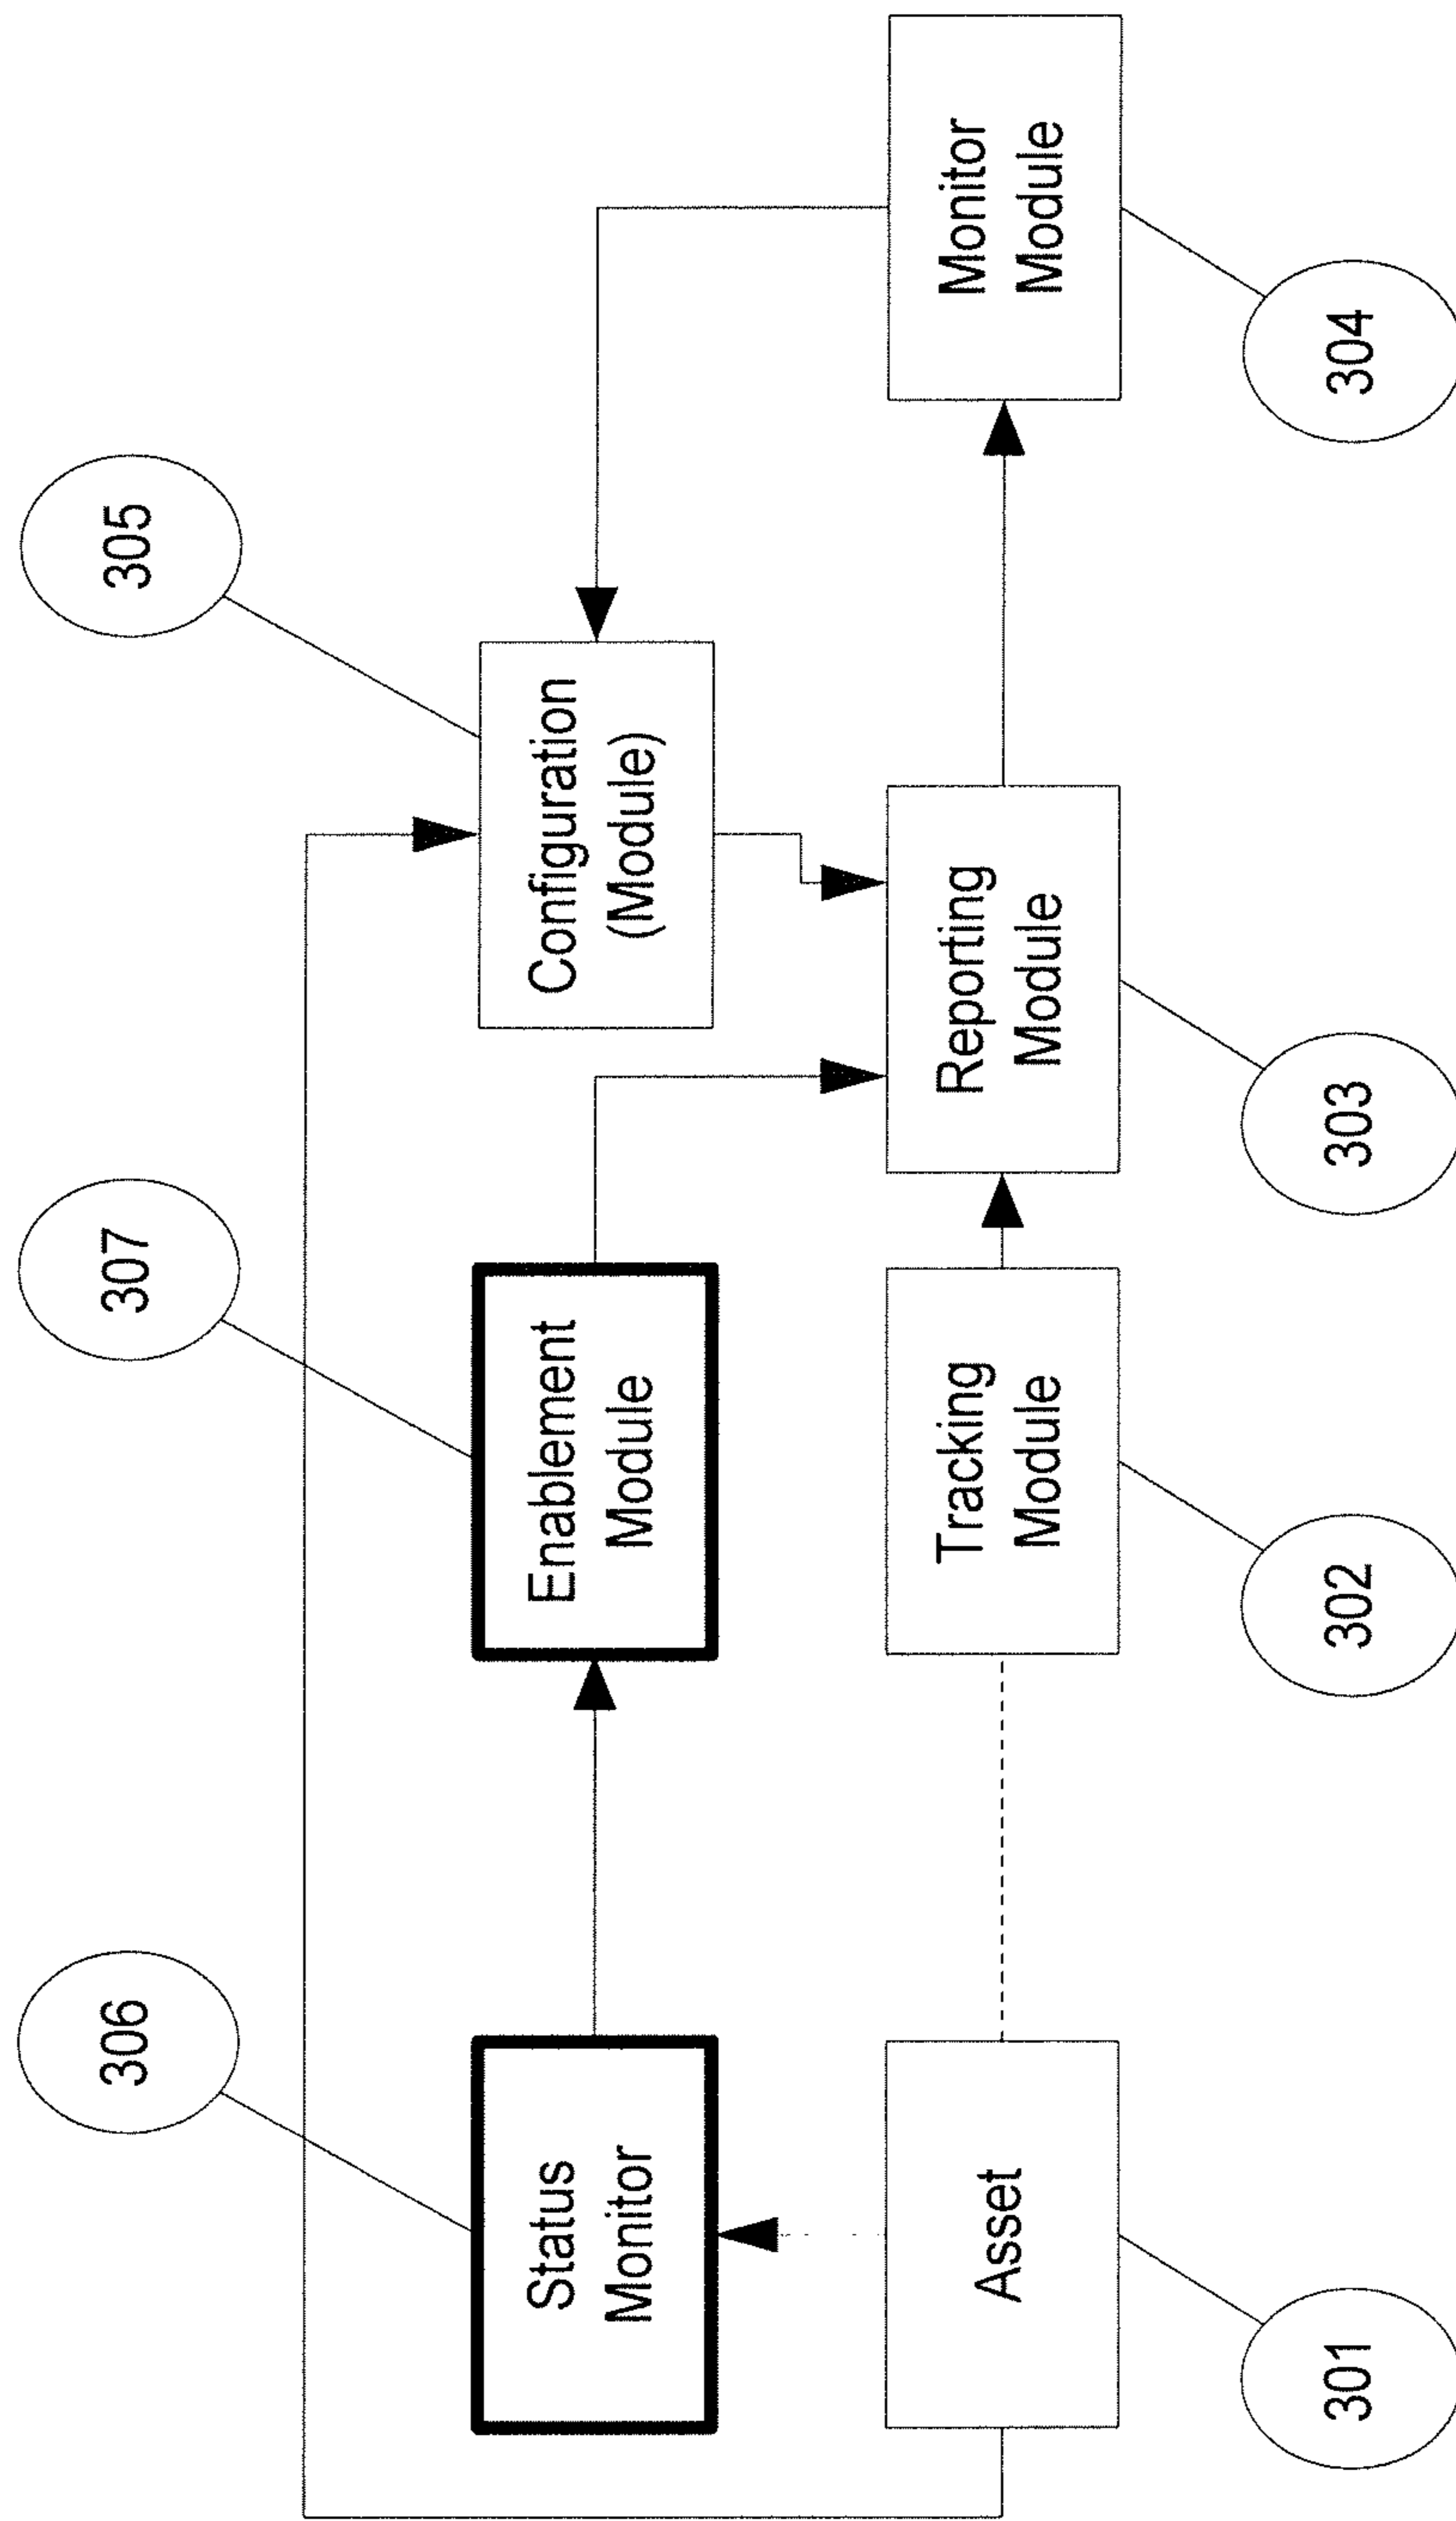 306
307
305
Status
Monitor
Enablement
Module
Configuration
(Module)
Asset
Tracking
Module
Reporting
Module
Monitor
Module
301
302
303
304